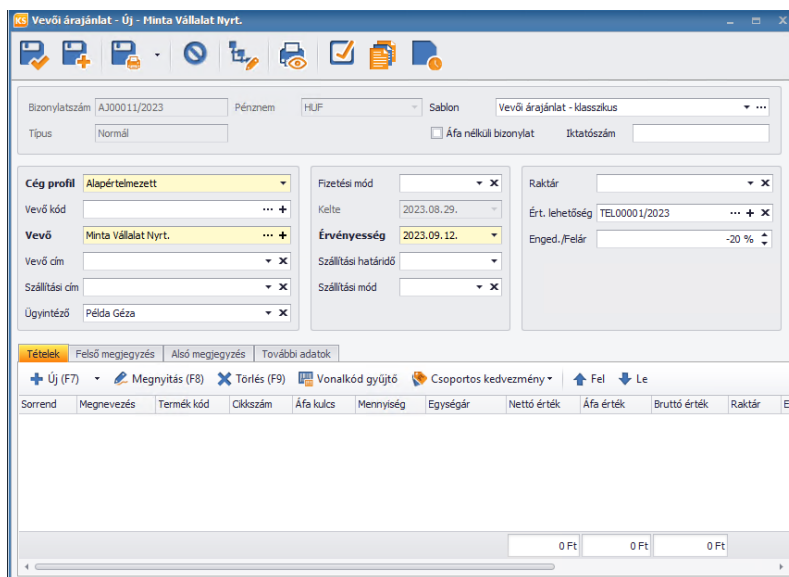 KS Vevői árajánlat - Új - Minta Vállalat Nyrt.
Bizonylatszám AJ00011/2023 Pénznem HUF Sablon Vevői árajánlat - klasszikus
Típus Normál Áfa nélküli bizonylat Iktatószám
Cég profil Alapértelmezett Fizetési mód Raktár
Vevő kód Kelte 2023.08.29. Ért. lehetőség TEL00001/2023
Vevő Minta Vállalat Nyrt. Érvényesség 2023.09.12. Enged./Felár -20 %
Vevő cím Szállítási határidő
Szállítási cím Szállítási mód
Ügyintéző Példa Géza
Tételek Felső megjegyzés Alsó megjegyzés További adatok
Új (F7) Megnyitás (F8) Törlés (F9) Vonalkód gyűjtő Csoportos kedvezmény Fel Le
Sorrend Megnevezés Termék kód Cikkszám Áfa kulcs Mennyiség Egységár Nettó érték Áfa érték Bruttó érték Raktár E
0 Ft 0 Ft 0 Ft